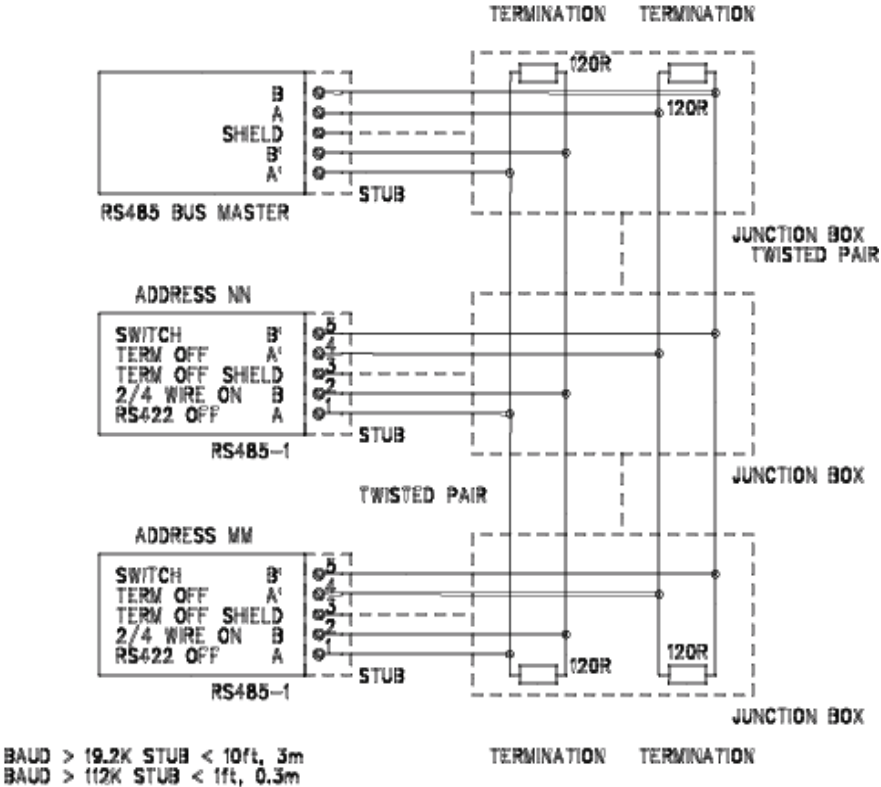 TERMINATION TERMINATION
120R
B
A 120R
SHIELD
B'
A'
STUB
RS485 BUS MASTER
JUNCTION BOX
TWISTED PAIR
ADDRESS NN
SWITCH B' 5
TERM OFF A' 4
TERM OFF SHIELD 3
2/4 WIRE ON B 2
RS422 OFF A 1
STUB
RS485-1
JUNCTION BOX
TWISTED PAIR
ADDRESS MM
SWITCH B' 5
TERM OFF A' 4
TERM OFF SHIELD 3
2/4 WIRE ON B 2
RS422 OFF A 1
120R 120R
STUB
RS485-1
JUNCTION BOX
BAUD > 19.2K STUB < 10ft, 3m
BAUD > 112K STUB < 1ft, 0.3m
TERMINATION TERMINATION